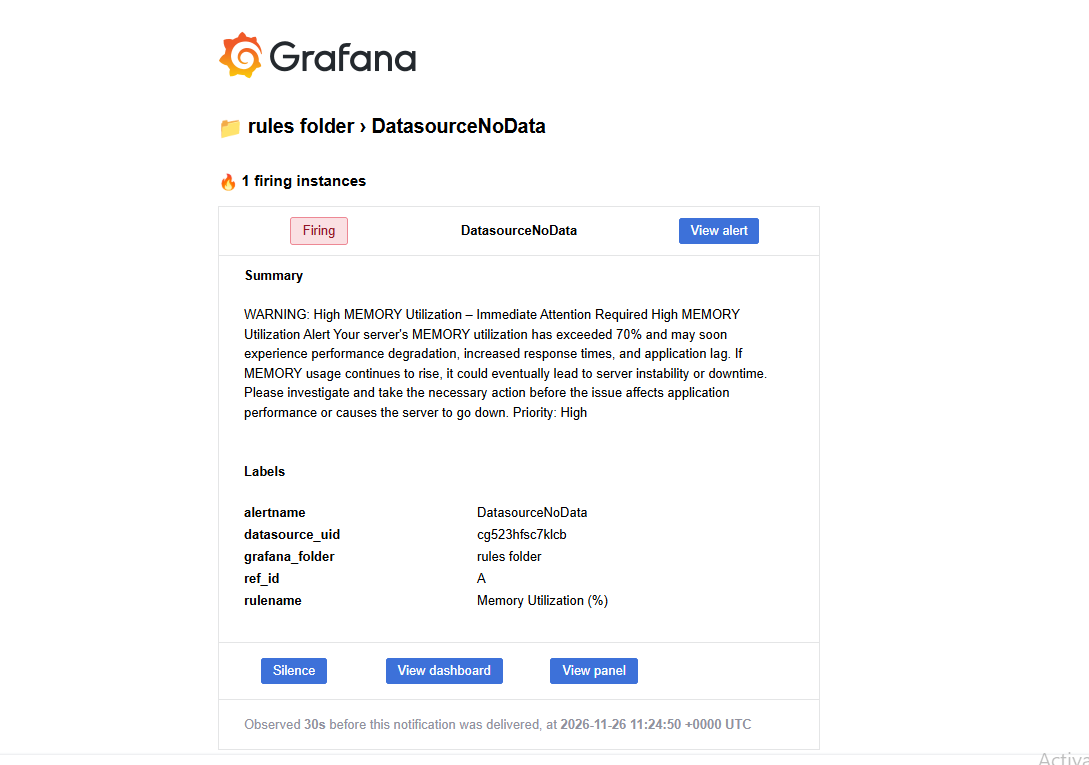 Grafana
📁 rules folder › DatasourceNoData
🔥 1 firing instances
Firing DatasourceNoData View alert
Summary
WARNING: High MEMORY Utilization – Immediate Attention Required High MEMORY
Utilization Alert Your server's MEMORY utilization has exceeded 70% and may soon
experience performance degradation, increased response times, and application lag. If
MEMORY usage continues to rise, it could eventually lead to server instability or downtime.
Please investigate and take the necessary action before the issue affects application
performance or causes the server to go down. Priority: High
Labels
alertname DatasourceNoData
datasource_uid cg523hfsc7klcb
grafana_folder rules folder
ref_id A
rulename Memory Utilization (%)
Silence View dashboard View panel
Observed 30s before this notification was delivered, at 2026-11-26 11:24:50 +0000 UTC